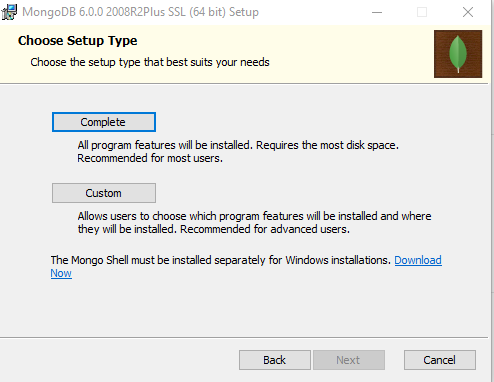 MongoDB 6.0.0 2008R2Plus SSL (64 bit) Setup
Choose Setup Type
Choose the setup type that best suits your needs
Complete
All program features will be installed. Requires the most disk space.
Recommended for most users.
Custom
Allows users to choose which program features will be installed and where
they will be installed. Recommended for advanced users.
The Mongo Shell must be installed separately for Windows installations. Download
Now
Back Next Cancel